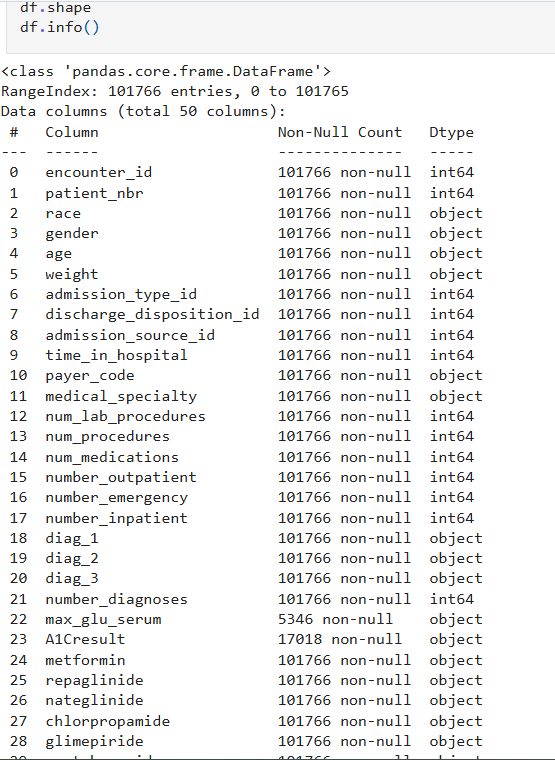 df.shape
df.info()
<class 'pandas.core.frame.DataFrame'>
RangeIndex: 101766 entries, 0 to 101765
Data columns (total 50 columns):
 #   Column                    Non-Null Count   Dtype
---  ------                    --------------   -----
 0   encounter_id              101766 non-null  int64
 1   patient_nbr               101766 non-null  int64
 2   race                      101766 non-null  object
 3   gender                    101766 non-null  object
 4   age                       101766 non-null  object
 5   weight                    101766 non-null  object
 6   admission_type_id         101766 non-null  int64
 7   discharge_disposition_id  101766 non-null  int64
 8   admission_source_id       101766 non-null  int64
 9   time_in_hospital          101766 non-null  int64
 10  payer_code                101766 non-null  object
 11  medical_specialty         101766 non-null  object
 12  num_lab_procedures        101766 non-null  int64
 13  num_procedures            101766 non-null  int64
 14  num_medications           101766 non-null  int64
 15  number_outpatient         101766 non-null  int64
 16  number_emergency          101766 non-null  int64
 17  number_inpatient          101766 non-null  int64
 18  diag_1                    101766 non-null  object
 19  diag_2                    101766 non-null  object
 20  diag_3                    101766 non-null  object
 21  number_diagnoses          101766 non-null  int64
 22  max_glu_serum             5346 non-null    object
 23  A1Cresult                 17018 non-null   object
 24  metformin                 101766 non-null  object
 25  repaglinide               101766 non-null  object
 26  nateglinide               101766 non-null  object
 27  chlorpropamide            101766 non-null  object
 28  glimepiride               101766 non-null  object